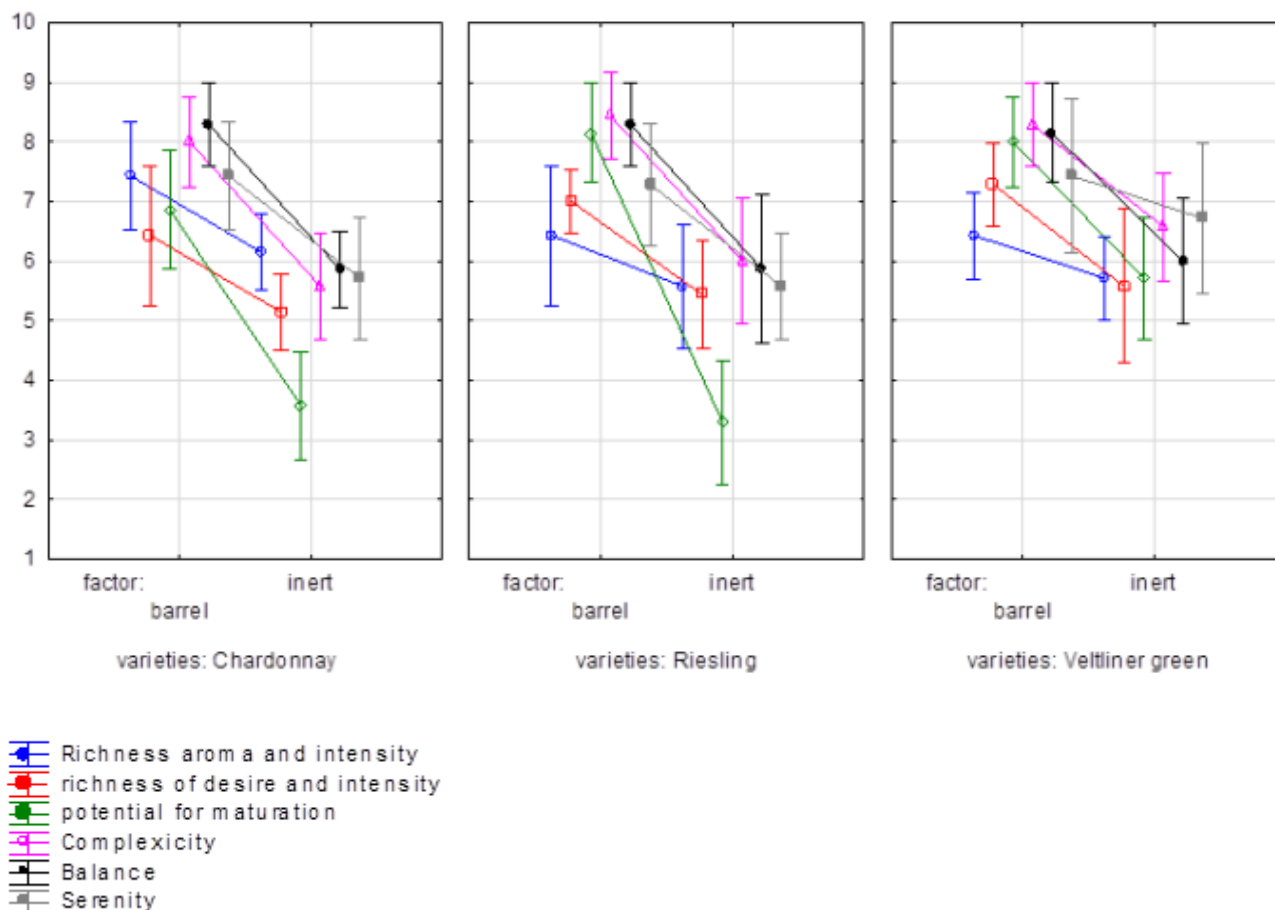 10
9
8
7
6
5
4
3
2
1
factor: inert
barrel
varieties: Chardonnay
factor: inert
barrel
varieties: Riesling
factor: inert
barrel
varieties: Veltliner green
Richness aroma and intensity
richness of desire and intensity
potential for maturation
Complexicity
Balance
Serenity